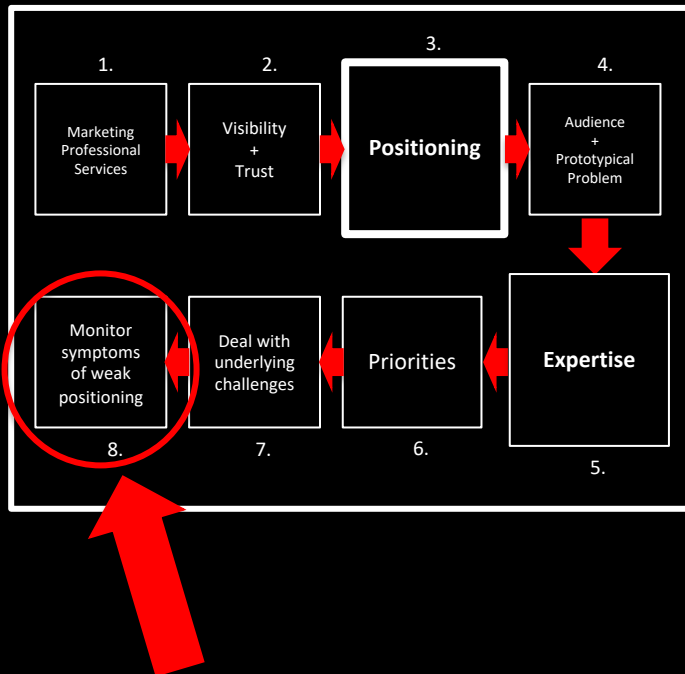 1.
Marketing
Professional
Services
2.
Visibility
+
Trust
3.
Positioning
4.
Audience
+
Prototypical
Problem
Expertise
5.
Priorities
6.
Deal with
underlying
challenges
7.
Monitor
symptoms
of weak
positioning
8.